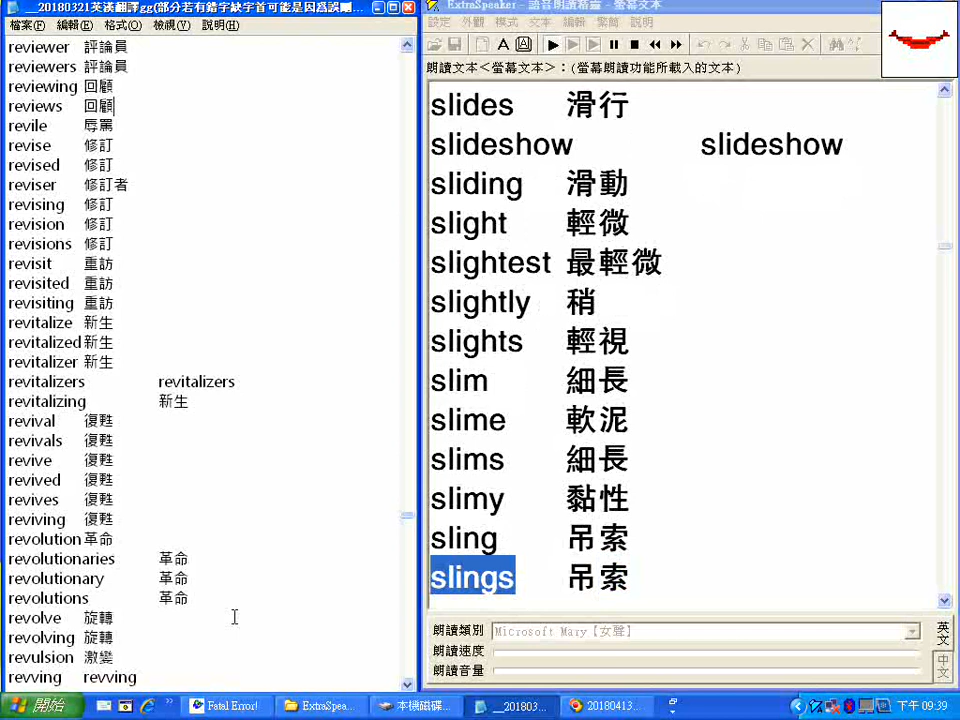 __20180321英漢翻譯gg(部分若有錯字缺字首可能是因爲誤刪
檔案(F) 編輯(E) 格式(O) 檢視(V) 說明(H)
reviewer 評論員
reviewers 評論員
reviewing 回顧
reviews 回顧
revile 辱罵
revise 修訂
revised 修訂
reviser 修訂者
revising 修訂
revision 修訂
revisions 修訂
revisit 重訪
revisited 重訪
revisiting 重訪
revitalize 新生
revitalized 新生
revitalizer 新生
revitalizers revitalizers
revitalizing 新生
revival 復甦
revivals 復甦
revive 復甦
revived 復甦
revives 復甦
reviving 復甦
revolution 革命
revolutionaries 革命
revolutionary 革命
revolutions 革命
revolve 旋轉
revolving 旋轉
revulsion 激變
revving revving
ExtraSpeaker - 語音朗讀精靈 - 螢幕文本
設定 外觀 模式 文本 編輯 繁簡 說明
朗讀文本<螢幕文本>：(螢幕朗讀功能所載入的文本)
slides 滑行
slideshow slideshow
sliding 滑動
slight 輕微
slightest 最輕微
slightly 稍
slights 輕視
slim 細長
slime 軟泥
slims 細長
slimy 黏性
sling 吊索
slings 吊索
朗讀類別 Microsoft Mary【女聲】
朗讀速度
朗讀音量
英文
中文
開始 Fatal Error! ExtraSpea... 本機磁碟... __201803... 20180413... 下午 09:39